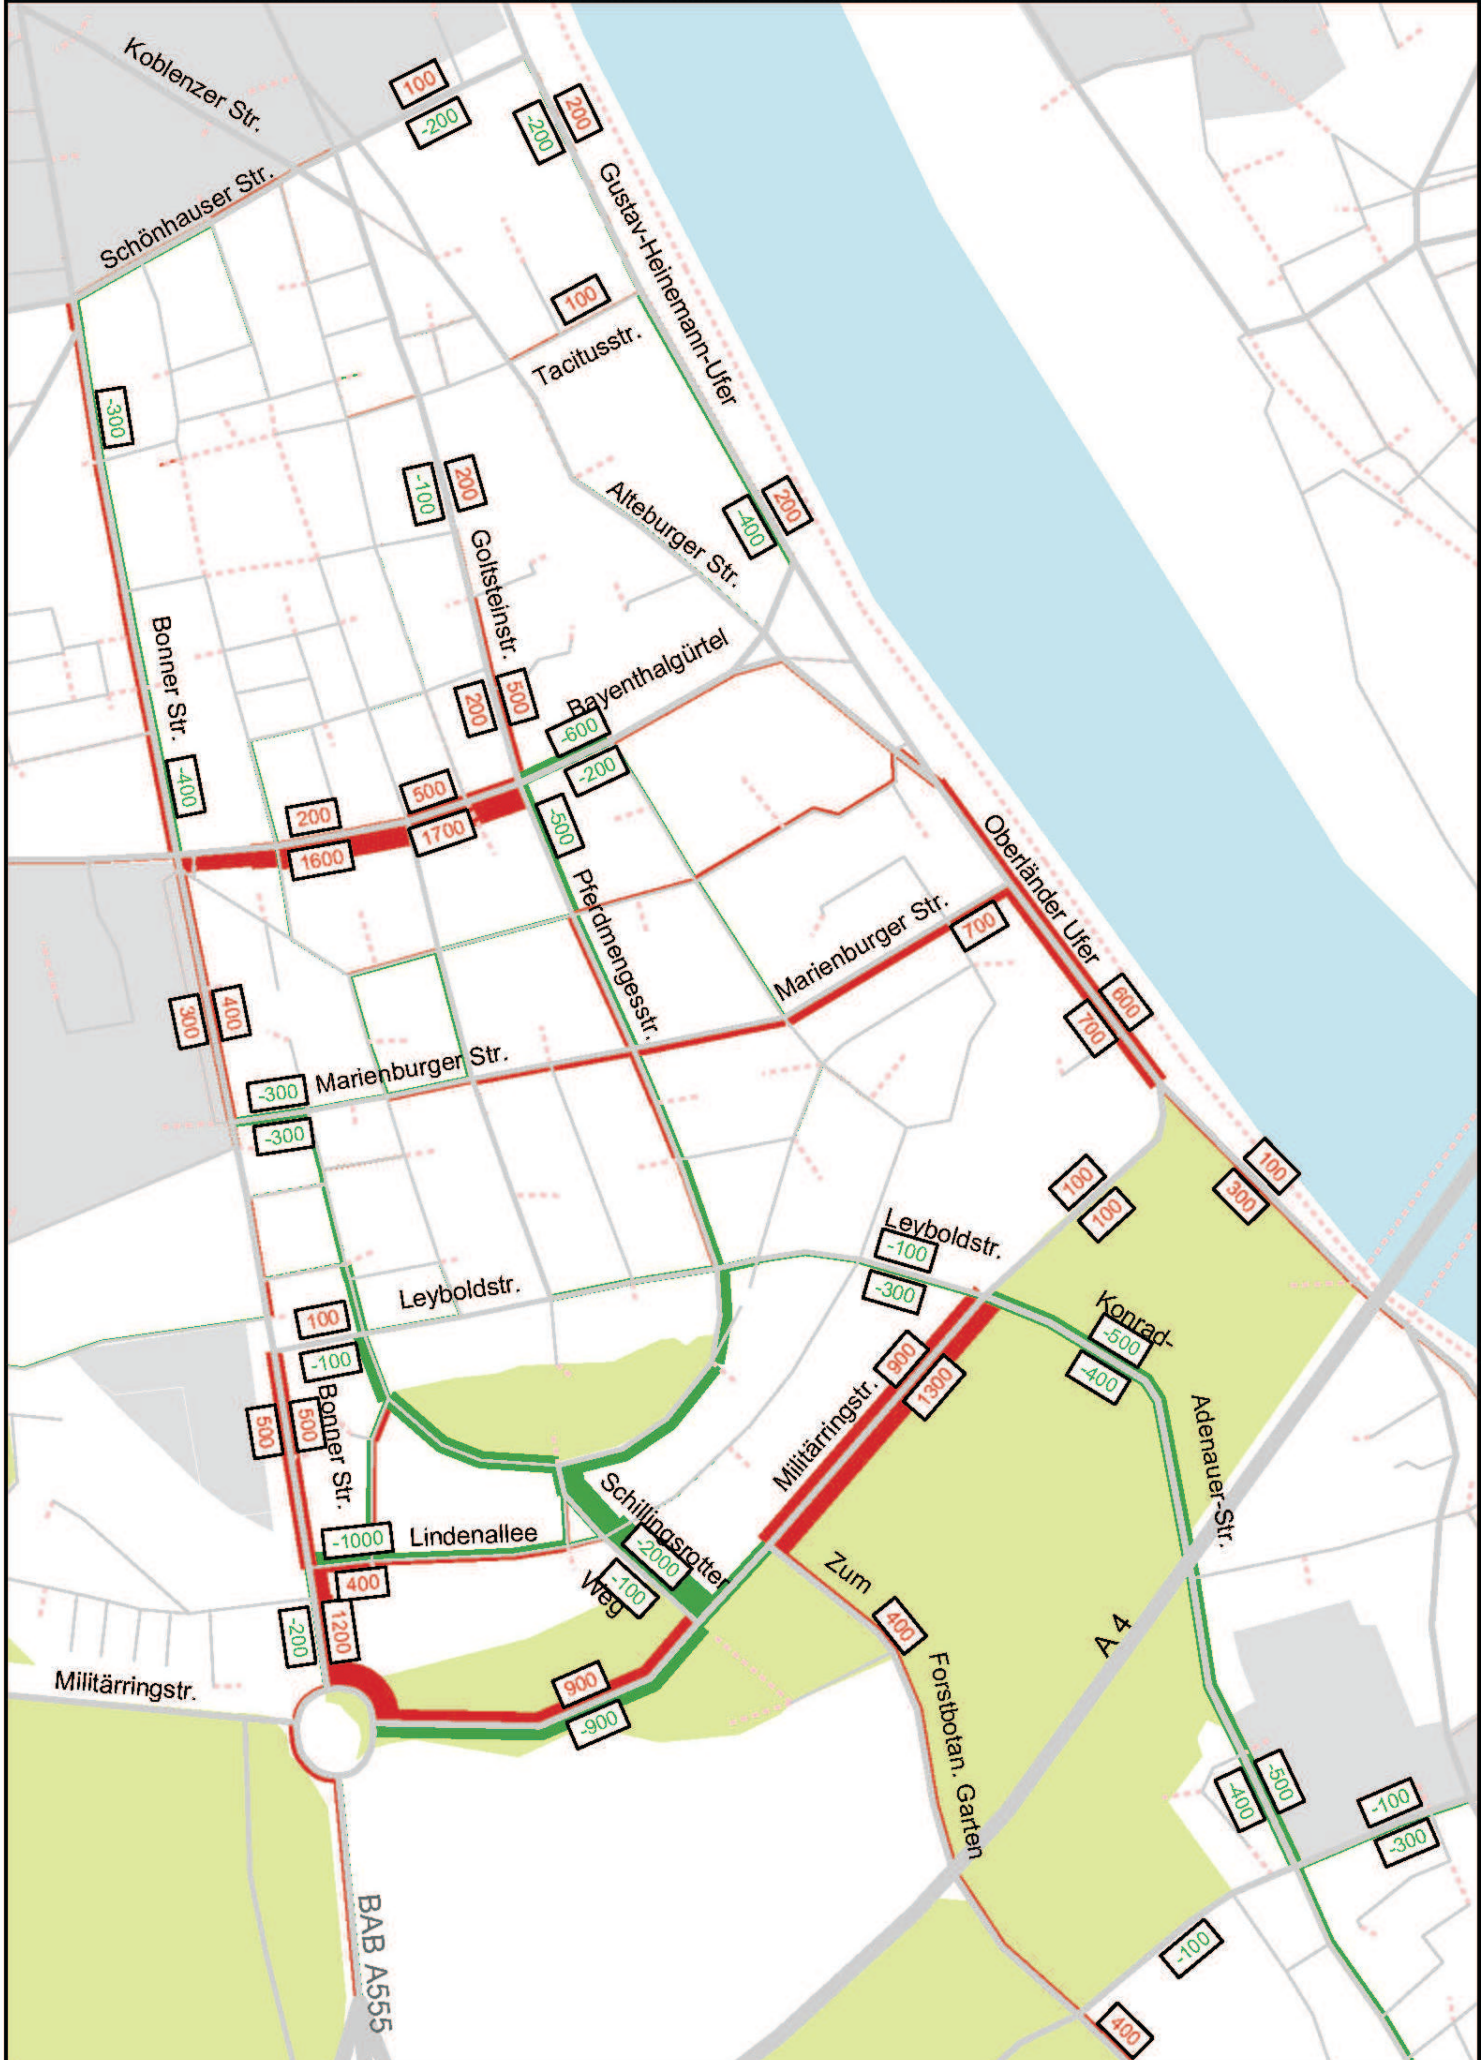 Koblenzer Str.
100
-200
-200
200
Schönhauser Str.
Gustav-Heinemann-Ufer
100
Tacitusstr.
-300
-100
200
Alteburger Str.
-400
200
Goltsteinstr.
Bonner Str.
Bayenthalgürtel
200
500
-600
-200
-400
200
500
1600
1700
-500
Pferdmengesstr.
Oberländer Ufer
Marienburger Str.
700
300
400
600
700
-300
Marienburger Str.
-300
100
100
100
300
Leyboldstr.
-100
-300
Leyboldstr.
100
-100
Konrad-
-500
-400
Adenauer-Str.
900
1300
Militärringstr.
500
500
Bonner Str.
Schillingsrotter
Weg
-2000
-100
-1000
Lindenallee
400
Zum
400
Forstbotan. Garten
A 4
-200
1200
Militärringstr.
900
-900
-400
-500
-100
-300
BAB A555
-100
400